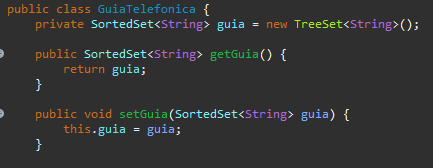 public class GuiaTelefonica {
    private SortedSet<String> guia = new TreeSet<String>();
    public SortedSet<String> getGuia() {
        return guia;
    }
    public void setGuia(SortedSet<String> guia) {
        this.guia = guia;
    }